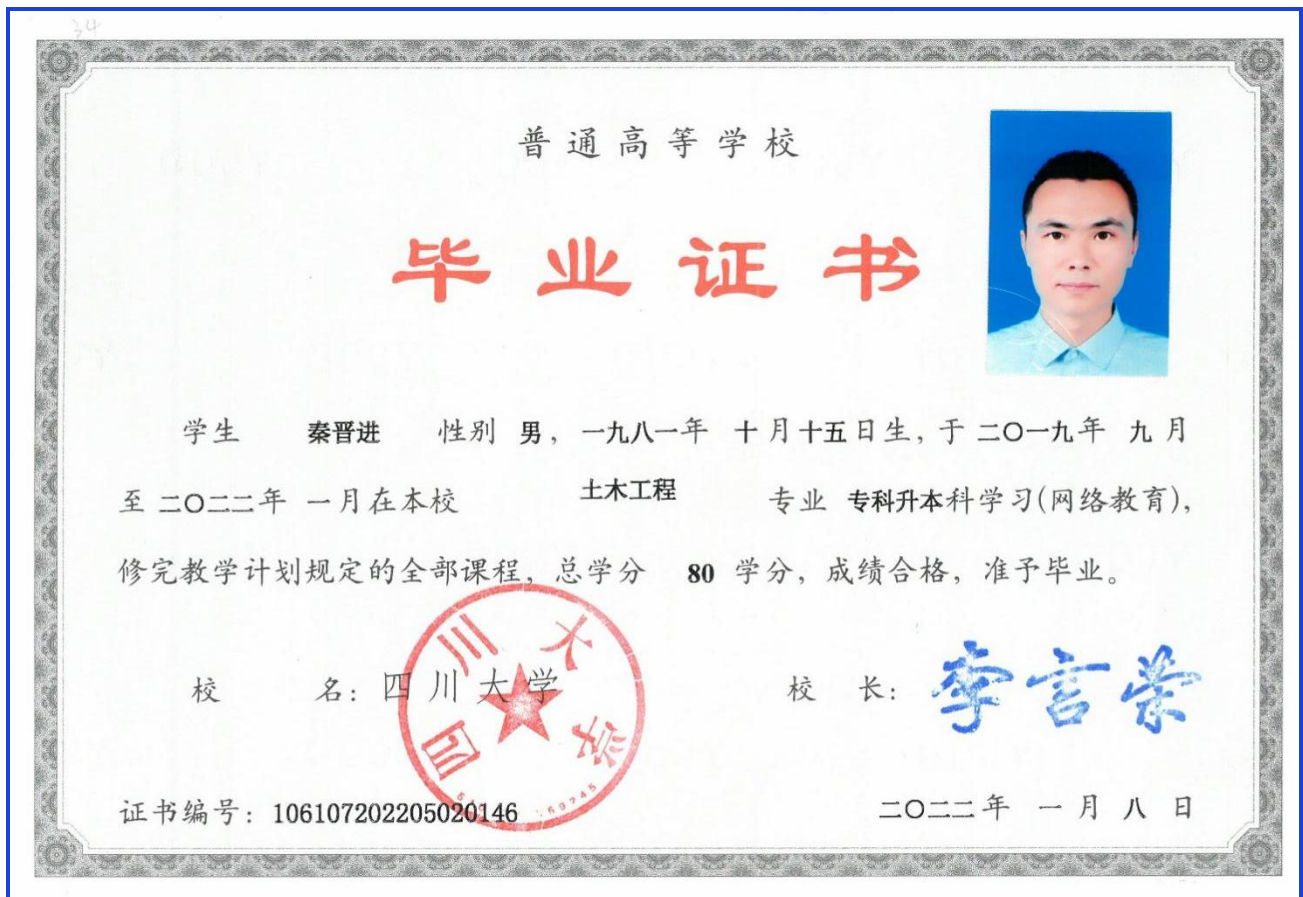 34
普通高等学校
毕业证书
学生 秦晋进 性别 男，一九八一年 十月十五日生，于二〇一九年 九月
至二〇二二年 一月在本校 土木工程 专业 专科升本科学习(网络教育)，
修完教学计划规定的全部课程，总学分 80 学分，成绩合格，准予毕业。
校 名：四川大学
四川大学
校 长：李言荣
证书编号：106107202205020146
二〇二二年 一月八日